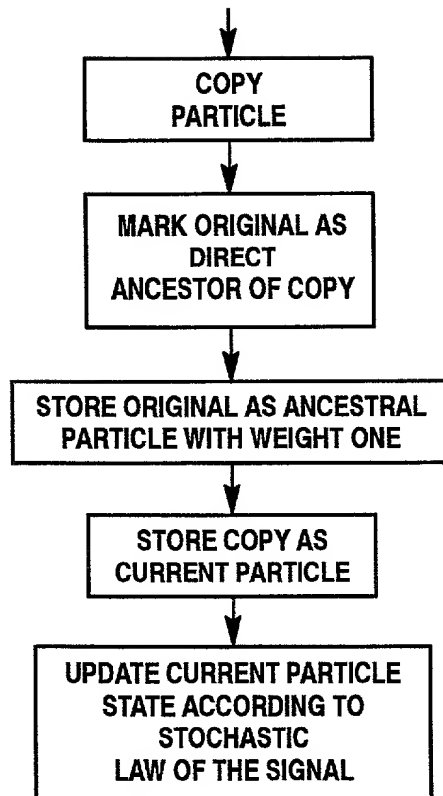 COPY
PARTICLE
MARK ORIGINAL AS
DIRECT
ANCESTOR OF COPY
STORE ORIGINAL AS ANCESTRAL
PARTICLE WITH WEIGHT ONE
STORE COPY AS
CURRENT PARTICLE
UPDATE CURRENT PARTICLE
STATE ACCORDING TO
STOCHASTIC
LAW OF THE SIGNAL